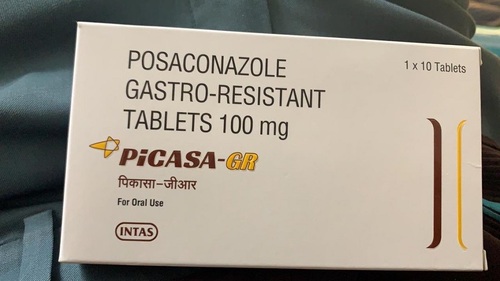 POSACONAZOLE
GASTRO-RESISTANT
TABLETS 100 mg
1 x 10 Tablets
PiCASA-GR
पिकासा-जीआर
For Oral Use
INTAS